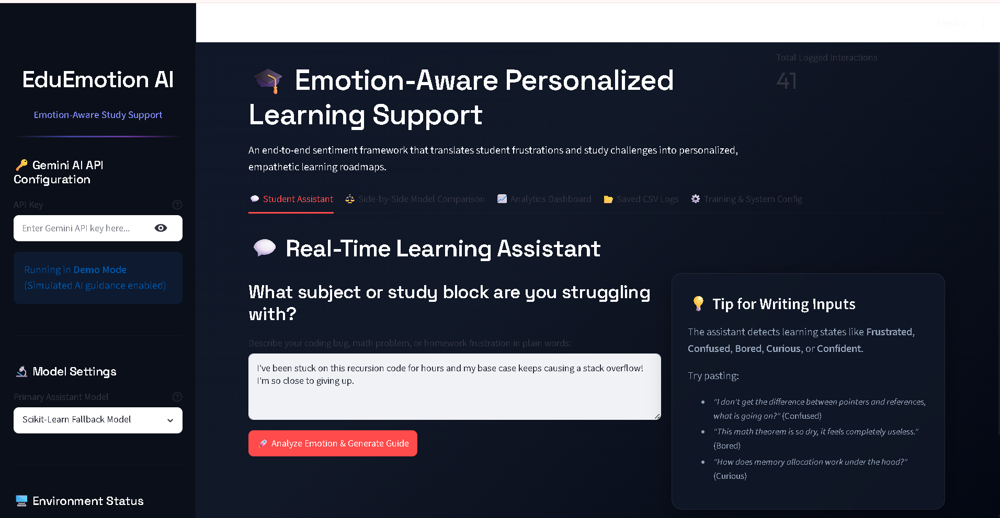 Deploy
EduEmotion AI
Emotion-Aware Study Support
🔑 Gemini AI API
Configuration
API Key
Enter Gemini API key here...
Running in Demo Mode
(Simulated AI guidance enabled)
🔬 Model Settings
Primary Assistant Model
Scikit-Learn Fallback Model
🖥️ Environment Status
🎓 Emotion-Aware Personalized
Learning Support
Total Logged Interactions
41
An end-to-end sentiment framework that translates student frustrations and study challenges into personalized,
empathetic learning roadmaps.
💬 Student Assistant ⚖️ Side-by-Side Model Comparison 📈 Analytics Dashboard 📂 Saved CSV Logs ⚙️ Training & System Config
💬 Real-Time Learning Assistant
What subject or study block are you struggling
with?
Describe your coding bug, math problem, or homework frustration in plain words:
I've been stuck on this recursion code for hours and my base case keeps causing a stack overflow!
I'm so close to giving up.
🚀 Analyze Emotion & Generate Guide
💡 Tip for Writing Inputs
The assistant detects learning states like Frustrated,
Confused, Bored, Curious, or Confident.
Try pasting:
• "I don't get the difference between pointers and references,
what is going on?" (Confused)
• "This math theorem is so dry, it feels completely useless."
(Bored)
• "How does memory allocation work under the hood?"
(Curious)